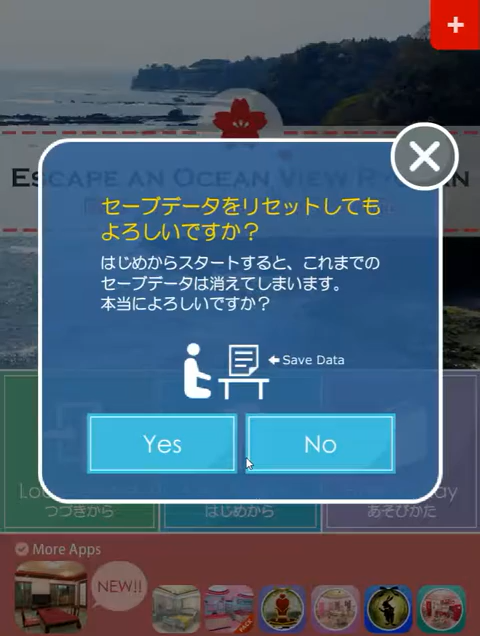 +
ESCAPE AN OCEAN VIEW RYOKAN
セーブデータをリセットしても
よろしいですか？
はじめからスタートすると、これまでの
セーブデータは消えてしまいます。
本当によろしいですか？
Save Data
Yes
No
つづきから
はじめから
あそびかた
More Apps
NEW!!